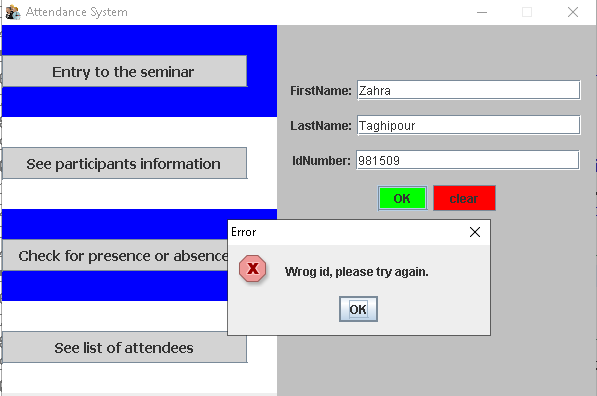 Attendance System
Entry to the seminar
See participants information
Check for presence or absence
See list of attendees
FirstName: Zahra
LastName: Taghipour
IdNumber: 981509
OK clear
Error
Wrog id, please try again.
OK